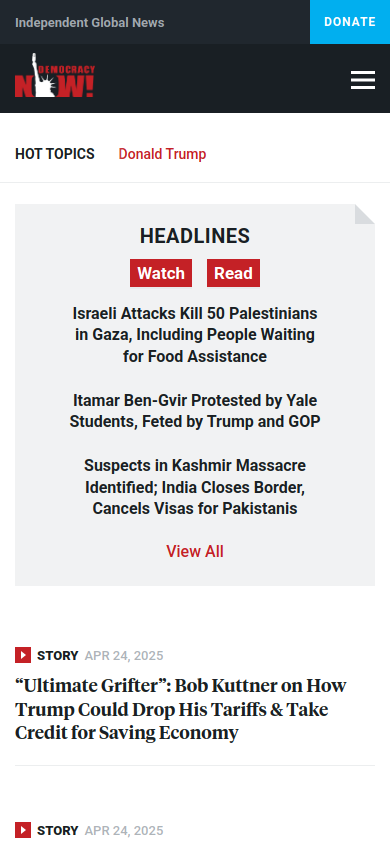 Independent Global News
DONATE
DEMOCRACY
NOW!
HOT TOPICS
Donald Trump
HEADLINES
Watch
Read
Israeli Attacks Kill 50 Palestinians
in Gaza, Including People Waiting
for Food Assistance
Itamar Ben-Gvir Protested by Yale
Students, Feted by Trump and GOP
Suspects in Kashmir Massacre
Identified; India Closes Border,
Cancels Visas for Pakistanis
View All
STORY APR 24, 2025
“Ultimate Grifter”: Bob Kuttner on How
Trump Could Drop His Tariffs & Take
Credit for Saving Economy
STORY APR 24, 2025